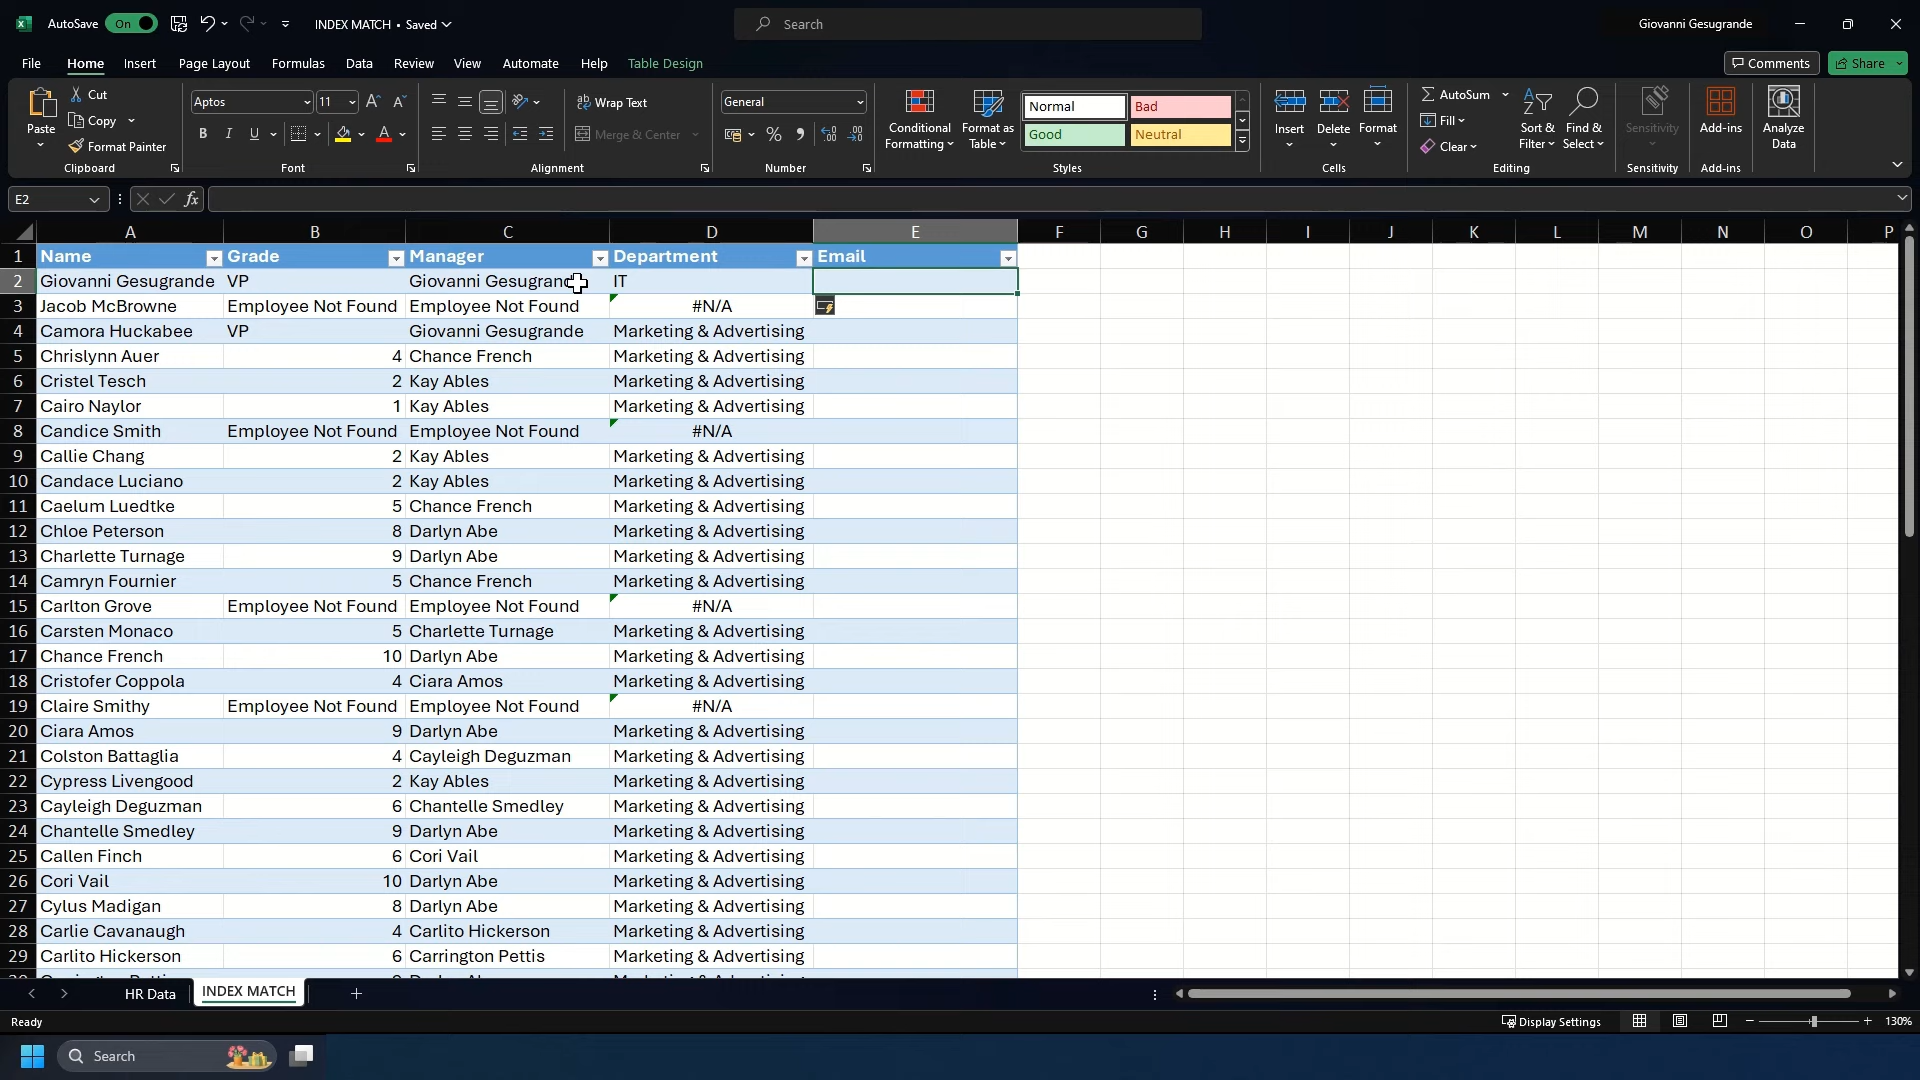 AutoSave On INDEX MATCH • Saved Search Giovanni Gesugrande
File Home Insert Page Layout Formulas Data Review View Automate Help Table Design Comments Share
Paste Cut Copy Format Painter Clipboard
Aptos 11 B I U A Font
Wrap Text Merge & Center Alignment
General % Number
Conditional Formatting Format as Table Normal Bad Good Neutral Styles
Insert Delete Format Cells
AutoSum Fill Clear Sort & Filter Find & Select Editing
Sensitivity Sensitivity
Add-ins Add-ins
Analyze Data
E2 fx
A B C D E F G H I J K L M N O P
1 Name Grade Manager Department Email
2 Giovanni Gesugrande VP Giovanni Gesugrande IT
3 Jacob McBrowne Employee Not Found Employee Not Found #N/A
4 Camora Huckabee VP Giovanni Gesugrande Marketing & Advertising
5 Chrislynn Auer 4 Chance French Marketing & Advertising
6 Cristel Tesch 2 Kay Ables Marketing & Advertising
7 Cairo Naylor 1 Kay Ables Marketing & Advertising
8 Candice Smith Employee Not Found Employee Not Found #N/A
9 Callie Chang 2 Kay Ables Marketing & Advertising
10 Candace Luciano 2 Kay Ables Marketing & Advertising
11 Caelum Luedtke 5 Chance French Marketing & Advertising
12 Chloe Peterson 8 Darlyn Abe Marketing & Advertising
13 Charlette Turnage 9 Darlyn Abe Marketing & Advertising
14 Camryn Fournier 5 Chance French Marketing & Advertising
15 Carlton Grove Employee Not Found Employee Not Found #N/A
16 Carsten Monaco 5 Charlette Turnage Marketing & Advertising
17 Chance French 10 Darlyn Abe Marketing & Advertising
18 Cristofer Coppola 4 Ciara Amos Marketing & Advertising
19 Claire Smithy Employee Not Found Employee Not Found #N/A
20 Ciara Amos 9 Darlyn Abe Marketing & Advertising
21 Colston Battaglia 4 Cayleigh Deguzman Marketing & Advertising
22 Cypress Livengood 2 Kay Ables Marketing & Advertising
23 Cayleigh Deguzman 6 Chantelle Smedley Marketing & Advertising
24 Chantelle Smedley 9 Darlyn Abe Marketing & Advertising
25 Callen Finch 6 Cori Vail Marketing & Advertising
26 Cori Vail 10 Darlyn Abe Marketing & Advertising
27 Cylus Madigan 8 Darlyn Abe Marketing & Advertising
28 Carlie Cavanaugh 4 Carlito Hickerson Marketing & Advertising
29 Carlito Hickerson 6 Carrington Pettis Marketing & Advertising
HR Data INDEX MATCH
Ready Display Settings 130%
Search